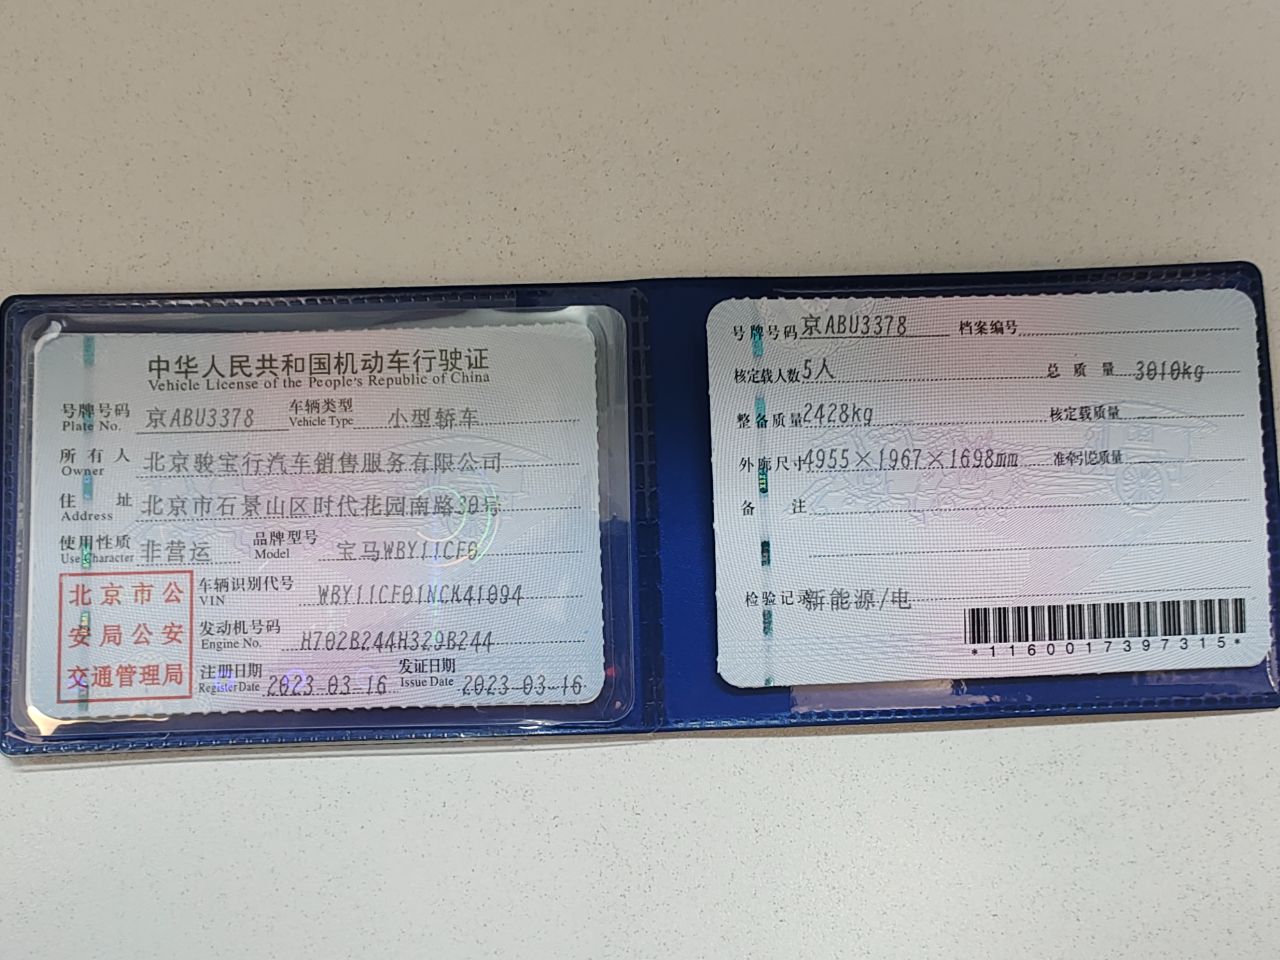 中华人民共和国机动车行驶证
Vehicle License of the People's Republic of China
号牌号码 京ABU3378 车辆类型 小型轿车
Plate No. Vehicle Type
所有人 北京骏宝行汽车销售服务有限公司
Owner
住址 北京市石景山区时代花园南路30号
Address
使用性质 非营运 品牌型号 宝马WBY11CF0
Use Character Model
北京市公安局公安交通管理局
车辆识别代号 WBY11CF01NCK41094
VIN
发动机号码 H702B244H329B244
Engine No.
注册日期 2023-03-16 发证日期 2023-03-16
Register Date Issue Date
号牌号码 京ABU3378 档案编号
核定载人数 5人 总质量 3010kg
整备质量 2428kg 核定载质量
外廓尺寸 4955×1967×1698mm 准牵引总质量
备注
检验记录 新能源/电
*1160017397315*